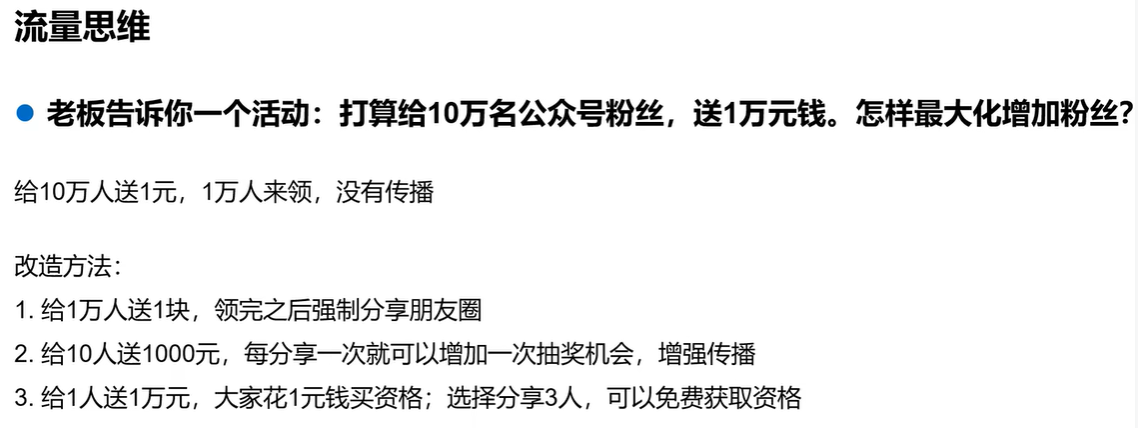 流量思维
● 老板告诉你一个活动：打算给10万名公众号粉丝，送1万元钱。怎样最大化增加粉丝？
给10万人送1元，1万人来领，没有传播
改造方法：
1. 给1万人送1块，领完之后强制分享朋友圈
2. 给10人送1000元，每分享一次就可以增加一次抽奖机会，增强传播
3. 给1人送1万元，大家花1元钱买资格；选择分享3人，可以免费获取资格